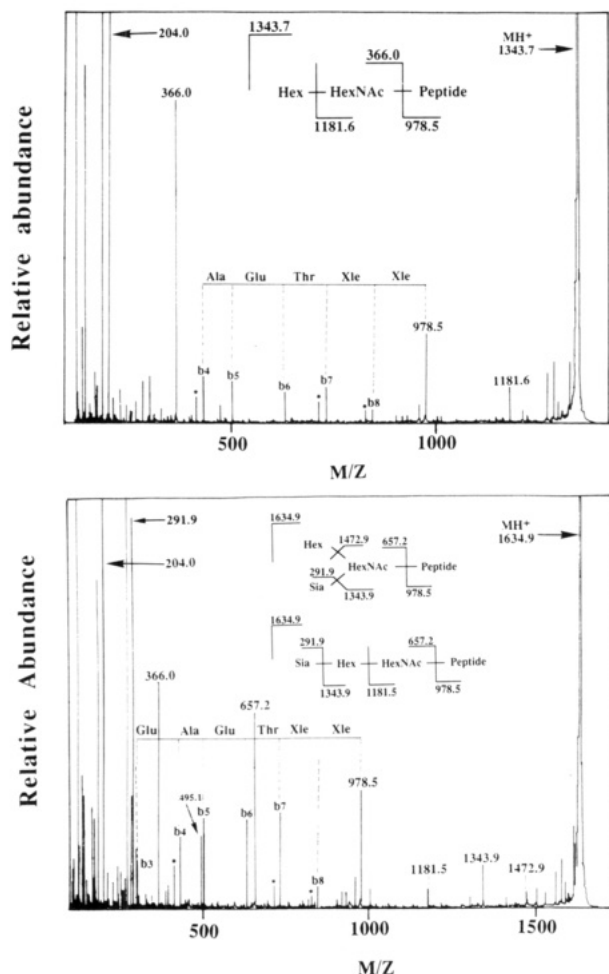 Relative abundance
204.0
1343.7
MH+
1343.7
366.0
366.0
Hex HexNAc Peptide
1181.6 978.5
Ala Glu Thr Xle Xle
978.5
b4 b5 b6 b7 b8
* * *
1181.6
500 1000
M/Z
Relative Abundance
291.9
204.0
1634.9
MH+
1634.9
Hex 1472.9 657.2
HexNAc Peptide
291.9
Sia 1343.9 978.5
1634.9
291.9 657.2
Sia Hex HexNAc Peptide
1343.9 1181.5 978.5
366.0
657.2
Glu Ala Glu Thr Xle Xle
978.5
495.1
b3 b4 b5 b6 b7 b8
* * *
1181.5 1343.9 1472.9
500 1000 1500
M/Z